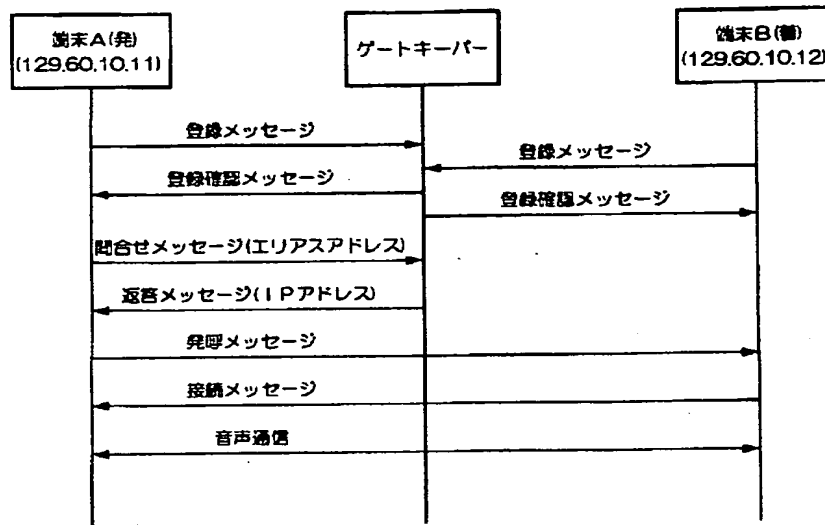 端末A(発)
(129.60.10.11)
ゲートキーパー
端末B(着)
(129.60.10.12)
登録メッセージ
登録メッセージ
登録確認メッセージ
登録確認メッセージ
問合せメッセージ(エリアスアドレス)
返答メッセージ(IPアドレス)
発呼メッセージ
接続メッセージ
音声通信